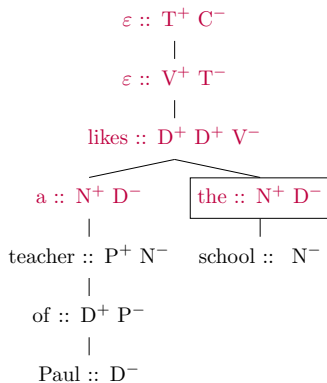 ε :: T⁺ C⁻
ε :: V⁺ T⁻
likes :: D⁺ D⁺ V⁻
a :: N⁺ D⁻ the :: N⁺ D⁻
teacher :: P⁺ N⁻ school :: N⁻
of :: D⁺ P⁻
Paul :: D⁻